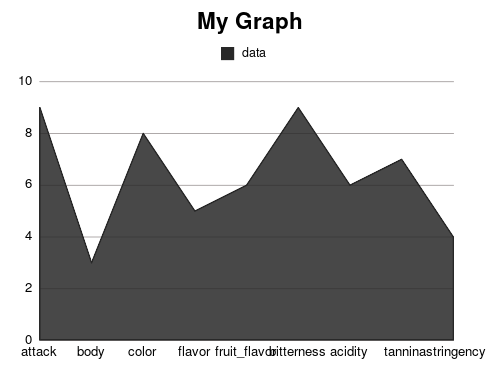 My Graph
data
10
8
6
4
2
0
attack body color flavor fruit_flavor bitterness acidity tannin astringency